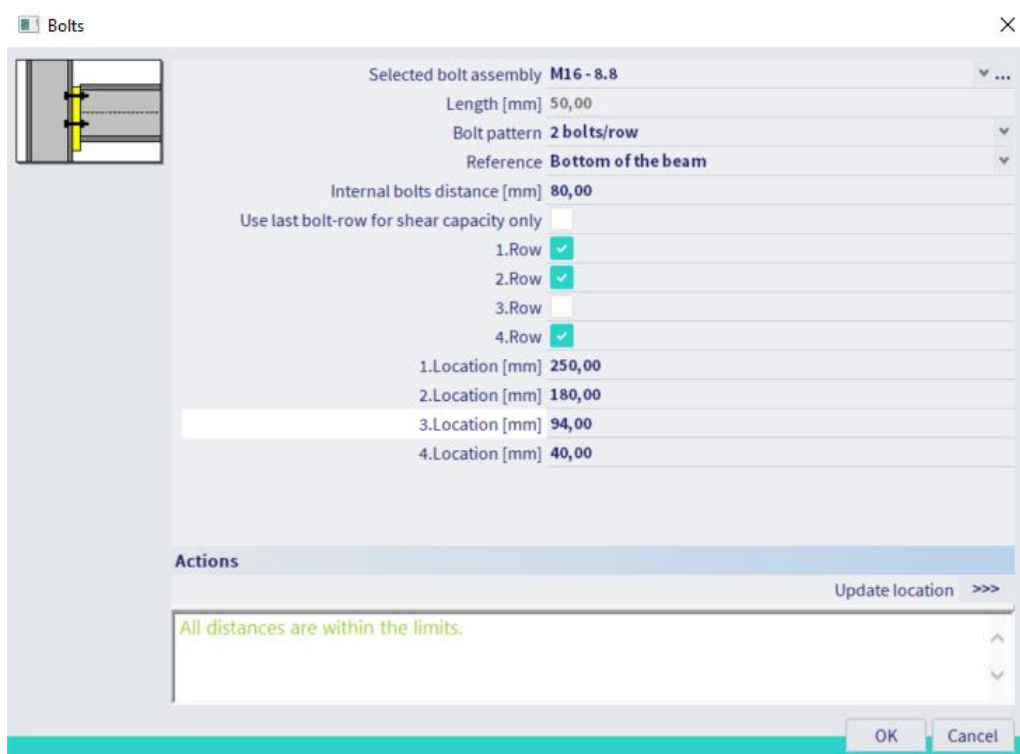 Bolts
Selected bolt assembly M16 - 8.8 ...
Length [mm] 50,00
Bolt pattern 2 bolts/row
Reference Bottom of the beam
Internal bolts distance [mm] 80,00
Use last bolt-row for shear capacity only
1.Row
2.Row
3.Row
4.Row
1.Location [mm] 250,00
2.Location [mm] 180,00
3.Location [mm] 94,00
4.Location [mm] 40,00
Actions
Update location >>>
All distances are within the limits.
OK Cancel